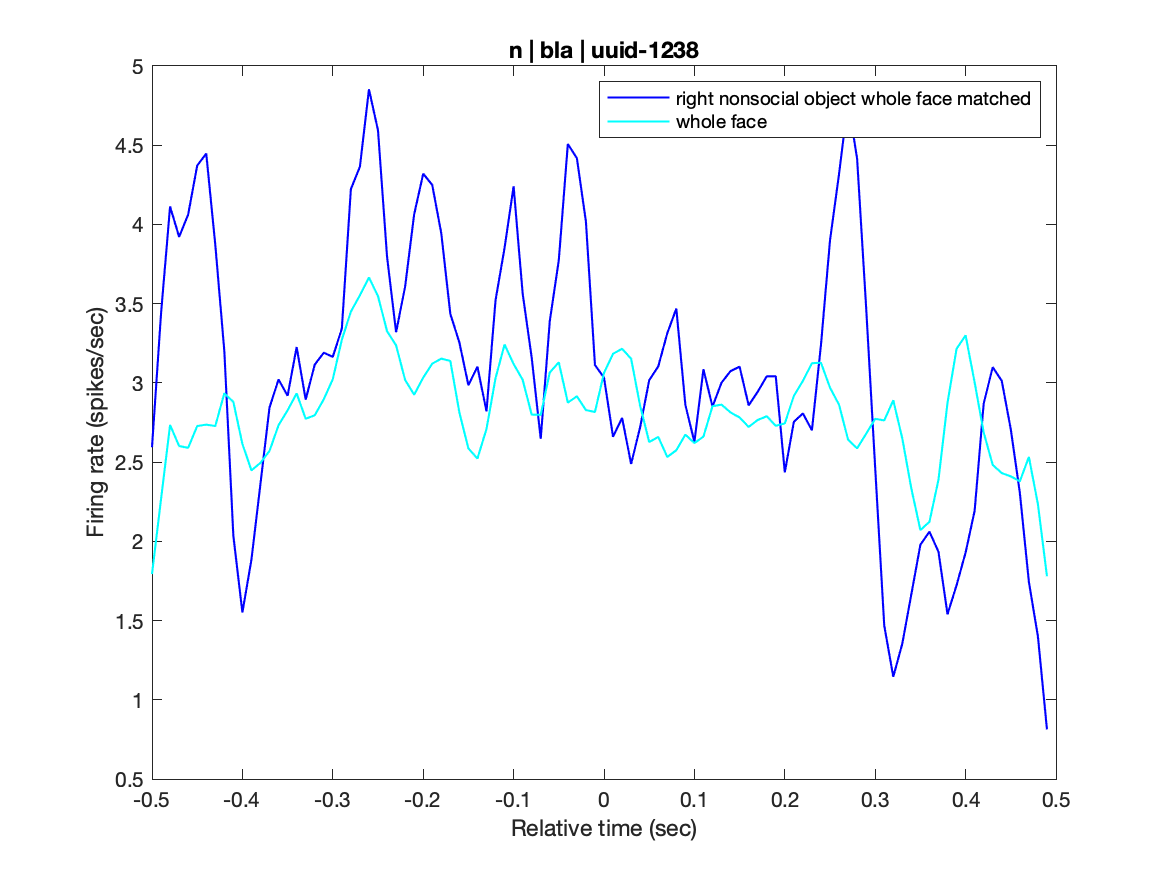 n | bla | uuid-1238
right nonsocial object whole face matched
whole face
Firing rate (spikes/sec)
5
4.5
4
3.5
3
2.5
2
1.5
1
0.5
-0.5 -0.4 -0.3 -0.2 -0.1 0 0.1 0.2 0.3 0.4 0.5
Relative time (sec)